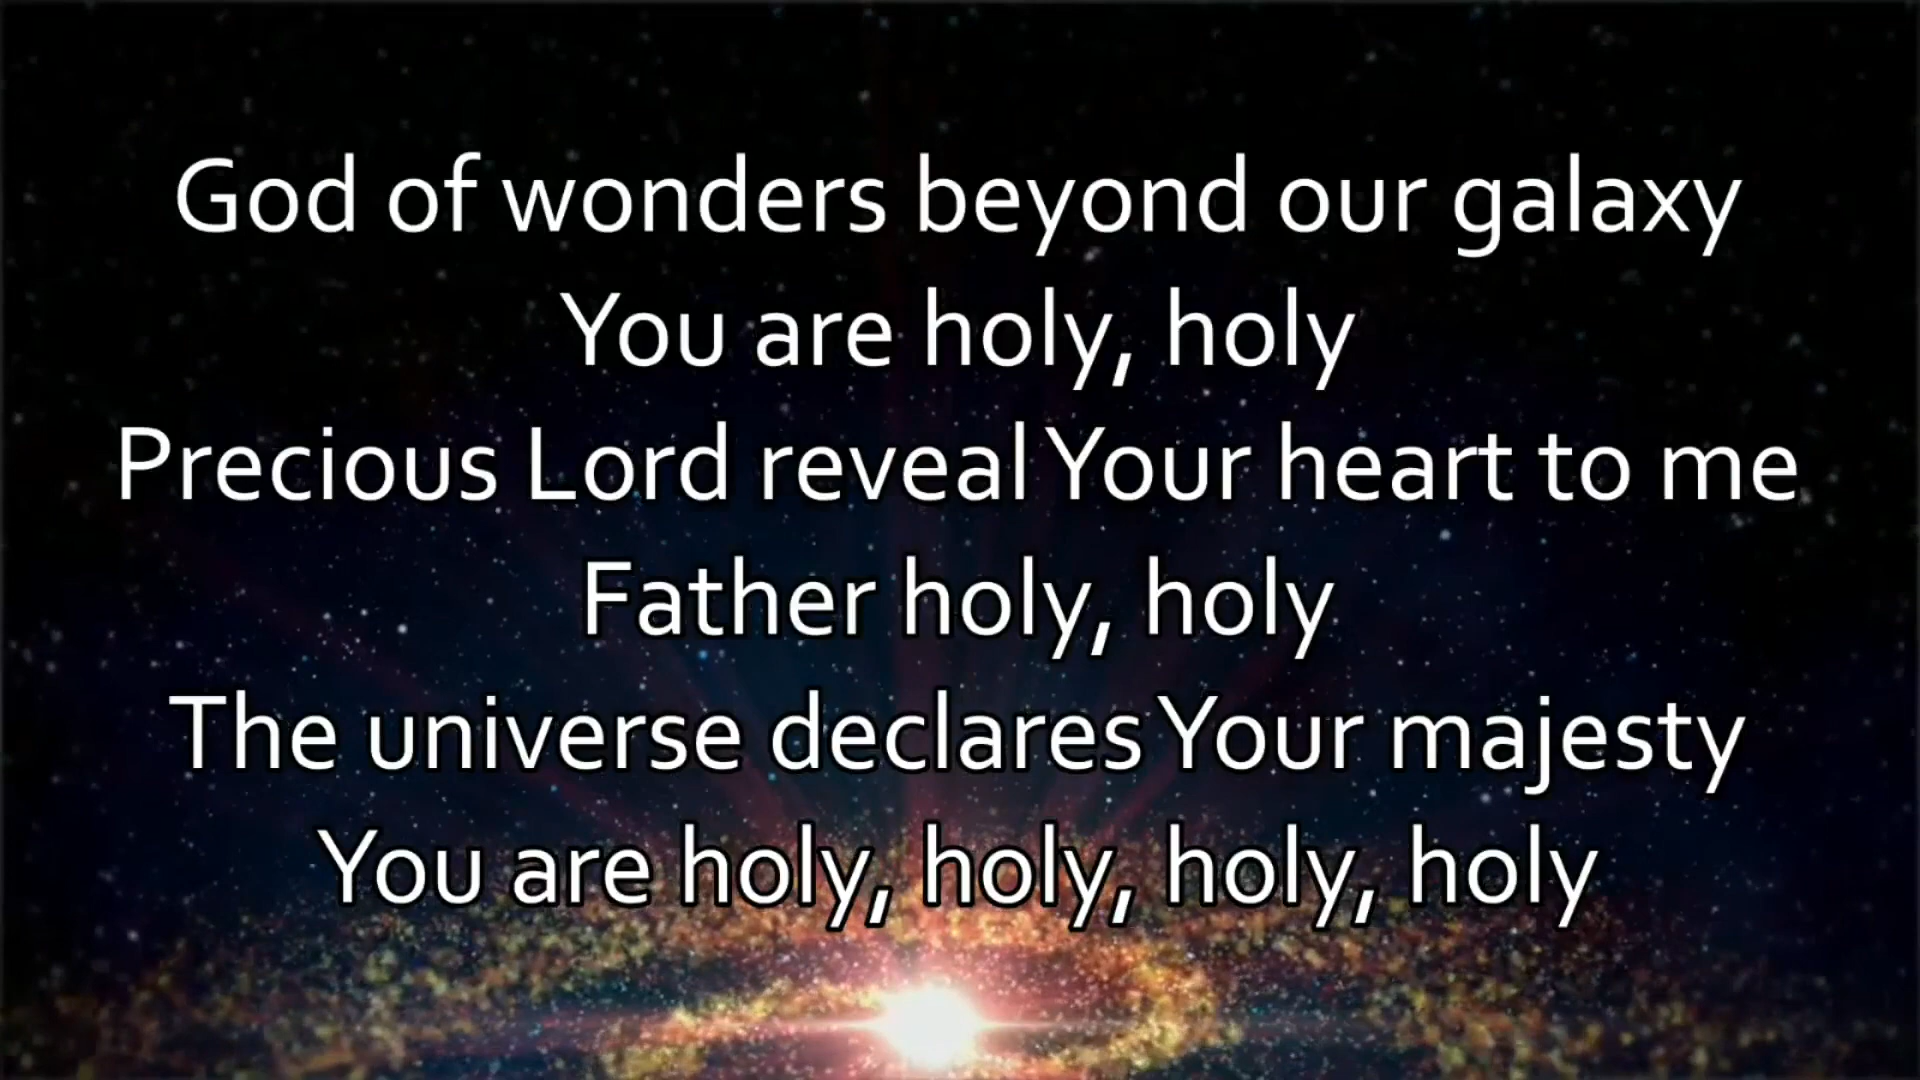 God of wonders beyond our galaxy
You are holy, holy
Precious Lord reveal Your heart to me
Father holy, holy
The universe declares Your majesty
You are holy, holy, holy, holy